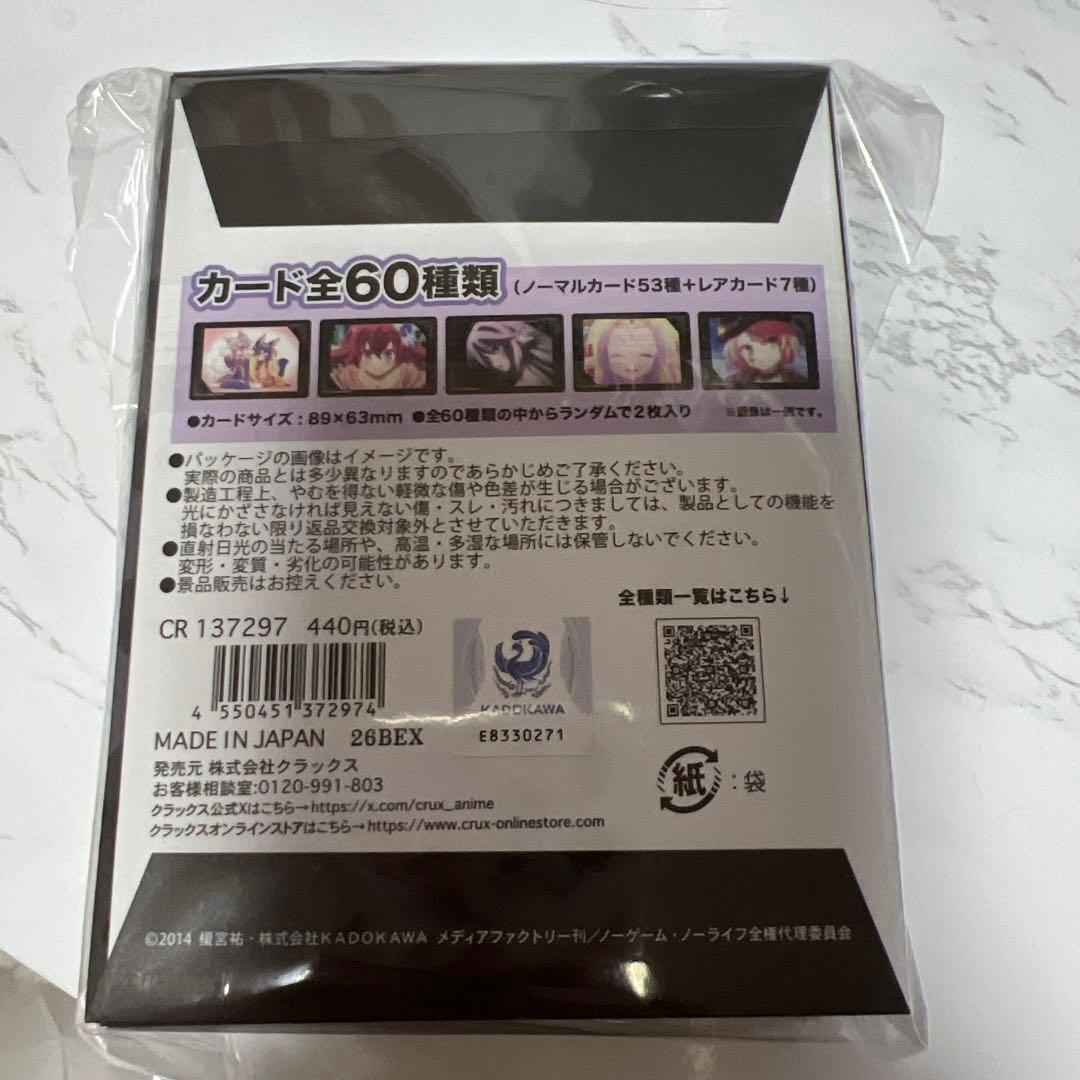 カード全60種類 (ノーマルカード53種+レアカード7種)
●カードサイズ:89×63mm ●全60種類の中からランダムで2枚入り ※画像は一例です。
●パッケージの画像はイメージです。
実際の商品とは多少異なりますのであらかじめご了承ください。
●製造工程上、やむを得ない軽微な傷や色差が生じる場合がございます。
光にかざさなければ見えない傷・スレ・汚れにつきましては、製品としての機能を
損なわない限り返品交換対象外とさせていただきます。
●直射日光の当たる場所や、高温・多湿な場所には保管しないでください。
変形・変質・劣化の可能性があります。
●景品販売はお控えください。
全種類一覧はこちら↓
CR 137297 440円(税込)
4 550451 372974
KADOKAWA
E8330271
MADE IN JAPAN 26BEX
発売元 株式会社クラックス
お客様相談室:0120-991-803
クラックス公式Xはこちら→https://x.com/crux_anime
クラックスオンラインストアはこちら→https://www.crux-onlinestore.com
紙:袋
©2014 榎宮祐・株式会社KADOKAWA メディアファクトリー刊/ノーゲーム・ノーライフ全権代理委員会